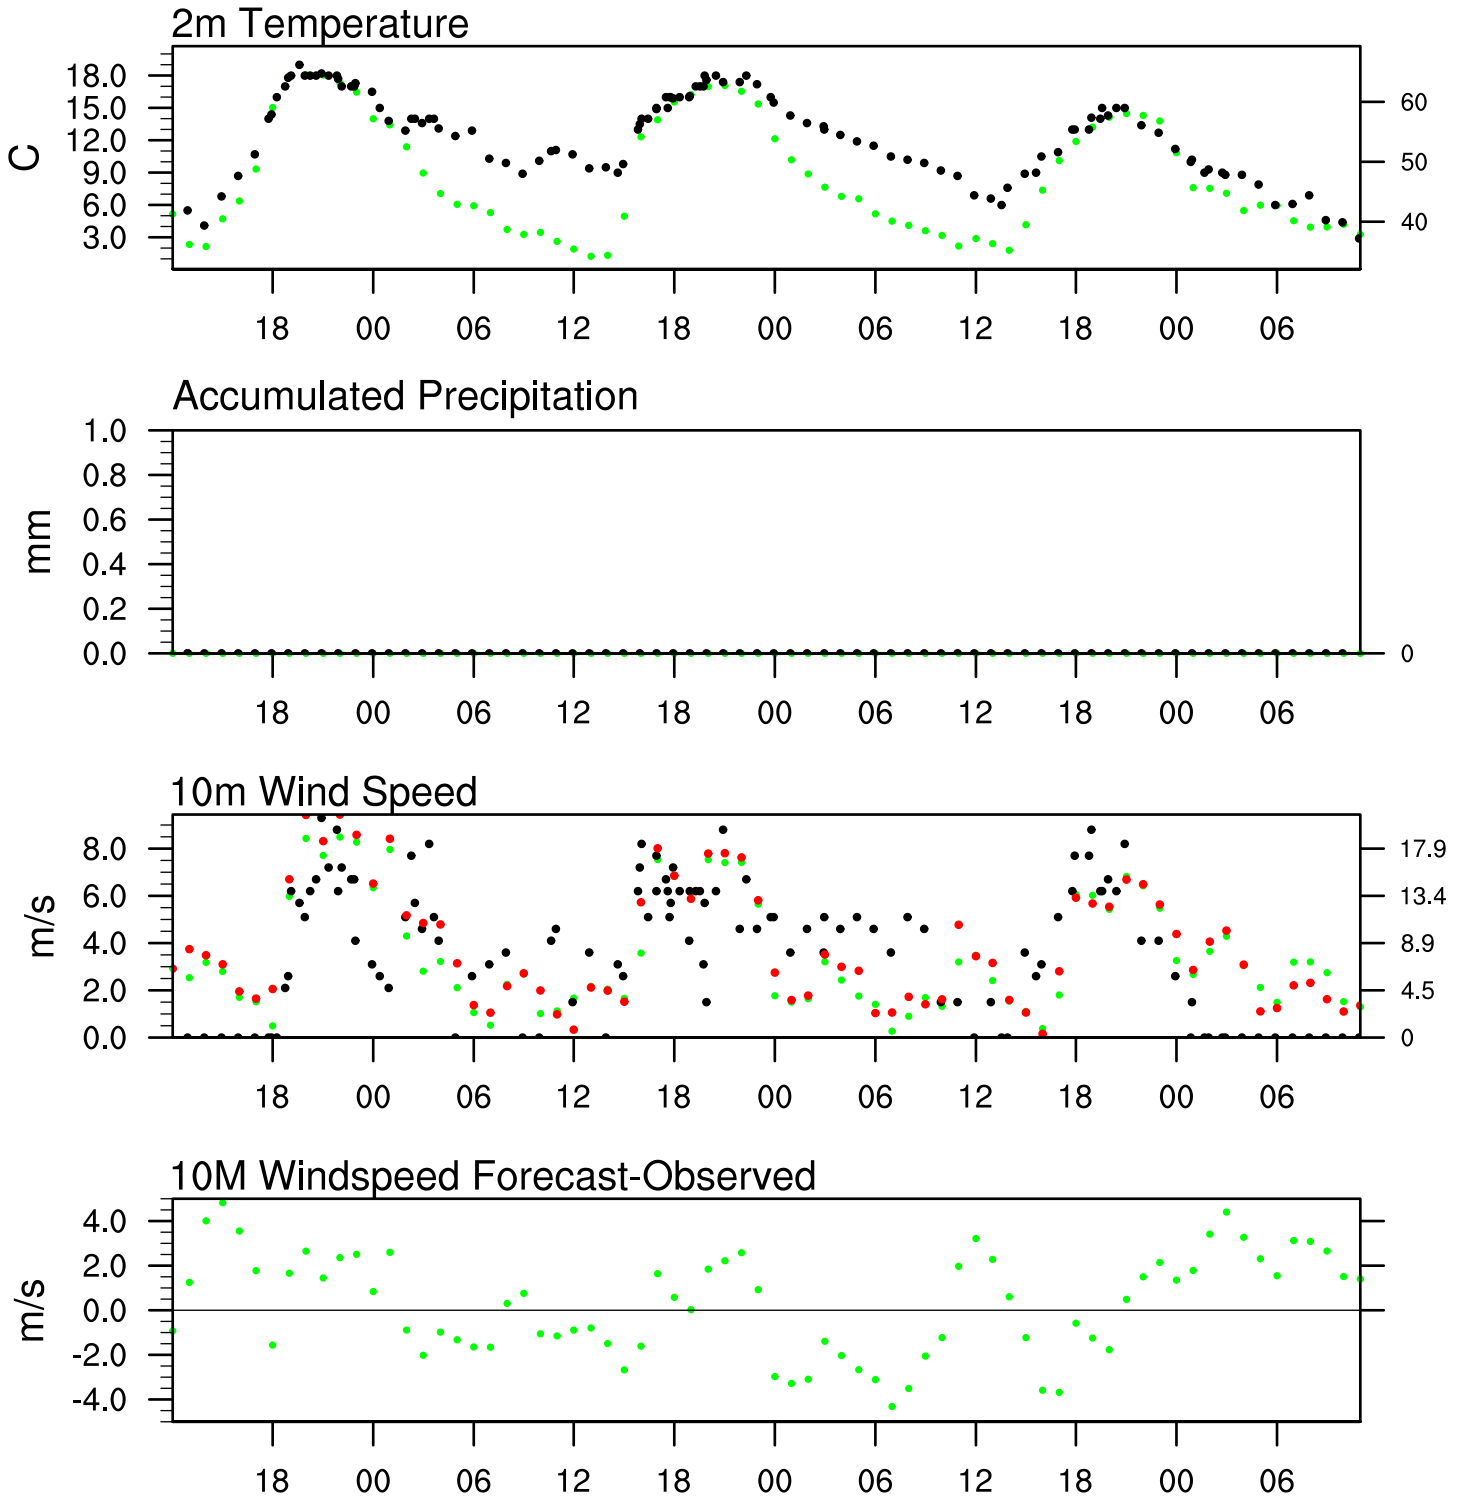 2m Temperature
18.0
15.0
12.0
9.0
6.0
3.0
C
60
50
40
18 00 06 12 18 00 06 12 18 00 06
Accumulated Precipitation
1.0
0.8
0.6
0.4
0.2
0.0
mm
0
18 00 06 12 18 00 06 12 18 00 06
10m Wind Speed
8.0
6.0
4.0
2.0
0.0
m/s
17.9
13.4
8.9
4.5
0
18 00 06 12 18 00 06 12 18 00 06
10M Windspeed Forecast-Observed
4.0
2.0
0.0
-2.0
-4.0
m/s
18 00 06 12 18 00 06 12 18 00 06